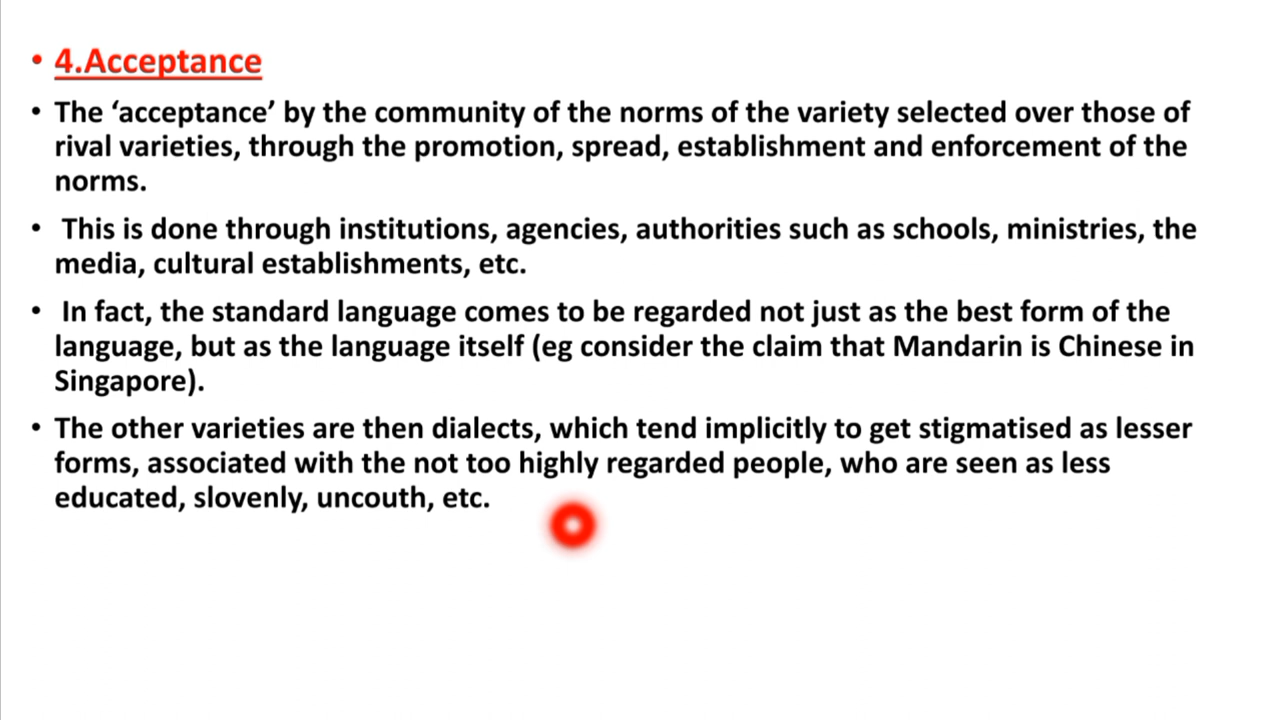 • 4.Acceptance
• The ‘acceptance’ by the community of the norms of the variety selected over those of
rival varieties, through the promotion, spread, establishment and enforcement of the
norms.
• This is done through institutions, agencies, authorities such as schools, ministries, the
media, cultural establishments, etc.
• In fact, the standard language comes to be regarded not just as the best form of the
language, but as the language itself (eg consider the claim that Mandarin is Chinese in
Singapore).
• The other varieties are then dialects, which tend implicitly to get stigmatised as lesser
forms, associated with the not too highly regarded people, who are seen as less
educated, slovenly, uncouth, etc.